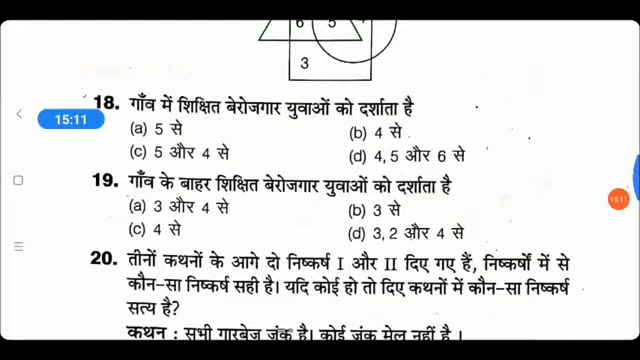 6 5
3
18. गाँव में शिक्षित बेरोजगार युवाओं को दर्शाता है
15:11
(a) 5 से (b) 4 से
(c) 5 और 4 से (d) 4, 5 और 6 से
19. गाँव के बाहर शिक्षित बेरोजगार युवाओं को दर्शाता है
(a) 3 और 4 से (b) 3 से
15:11
(c) 4 से (d) 3, 2 और 4 से
20. तीनों कथनों के आगे दो निष्कर्ष I और II दिए गए हैं, निष्कर्षों में से
कौन-सा निष्कर्ष सही है। यदि कोई हो तो दिए कथनों में कौन-सा निष्कर्ष
सत्य है?
कथन : सभी गारबेज जंक है। कोई जंक मेल नहीं है ।